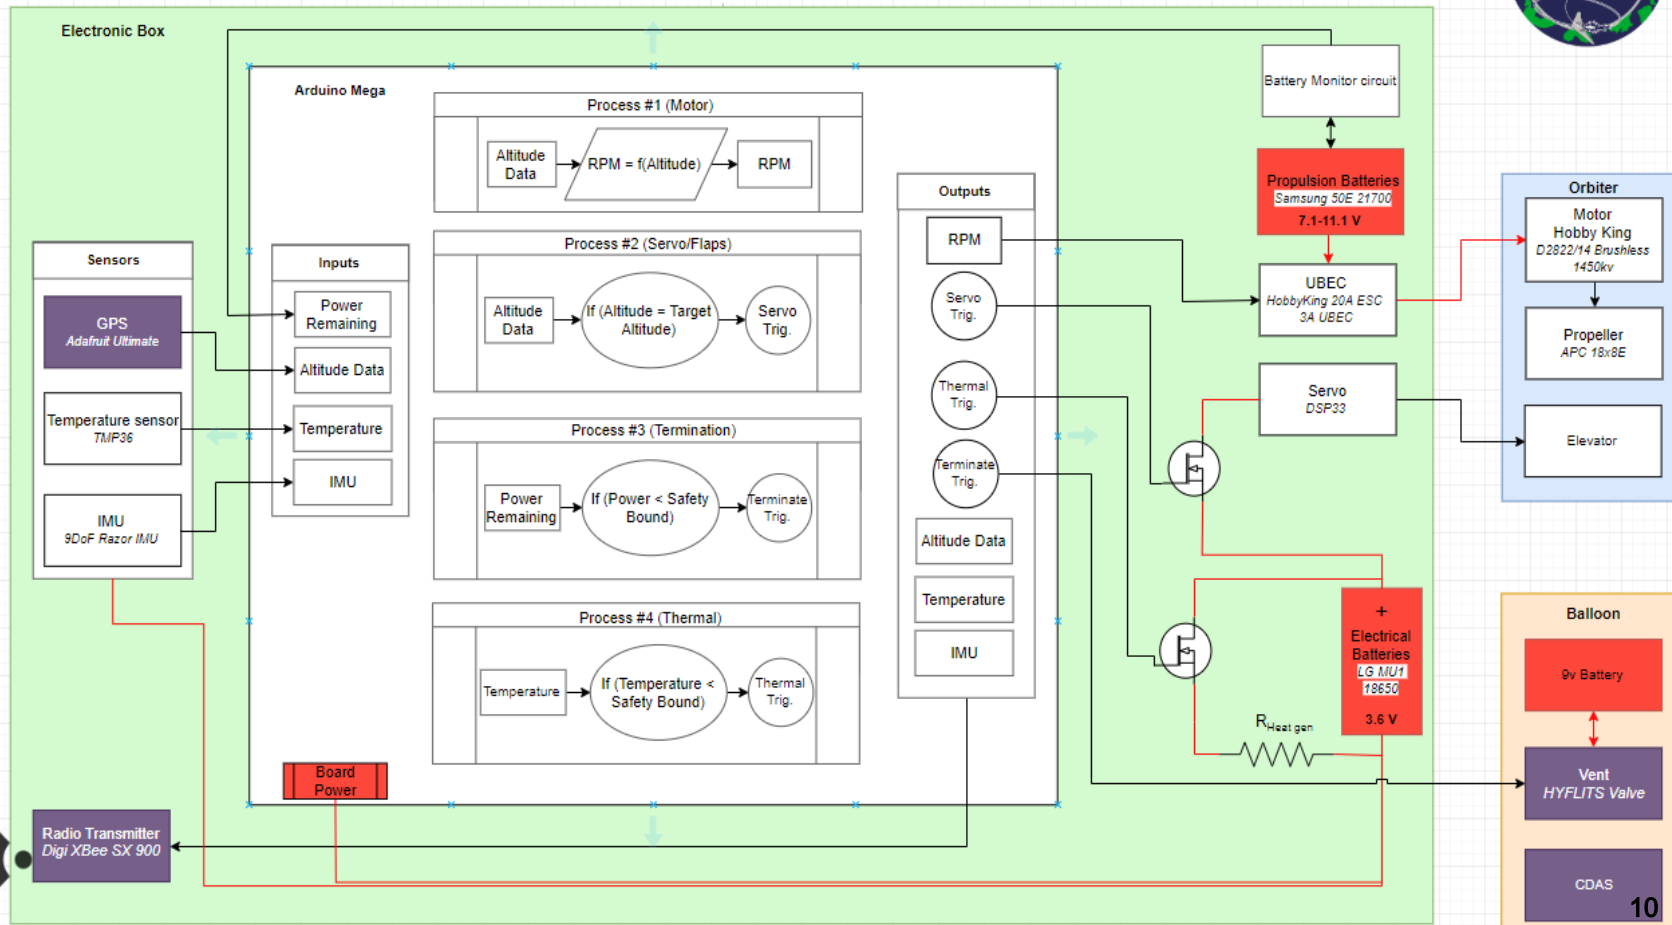 Electronic Box
Arduino Mega
Process #1 (Motor)
Altitude
Data
RPM = f(Altitude)
RPM
Process #2 (Servo/Flaps)
Altitude
Data
If (Altitude = Target
Altitude)
Servo
Trig.
Process #3 (Termination)
Power
Remaining
If (Power < Safety
Bound)
Terminate
Trig.
Process #4 (Thermal)
Temperature
If (Temperature <
Safety Bound)
Thermal
Trig.
Sensors
GPS
Adafruit Ultimate
Temperature sensor
TMP36
IMU
9DoF Razor IMU
Inputs
Power
Remaining
Altitude Data
Temperature
IMU
Board
Power
Radio Transmitter
Digi XBee SX 900
Outputs
RPM
Servo
Trig.
Thermal
Trig.
Terminate
Trig.
Altitude Data
Temperature
IMU
Battery Monitor circuit
Propulsion Batteries
Samsung 50E 21700
7.1-11.1 V
UBEC
HobbyKing 20A ESC
3A UBEC
Servo
DSP33
+
Electrical
Batteries
LG MU1
18650
3.6 V
RHeat gen
Orbiter
Motor
Hobby King
D2822/14 Brushless
1450kv
Propeller
APC 18x8E
Elevator
Balloon
9v Battery
Vent
HYFLITS Valve
CDAS
10